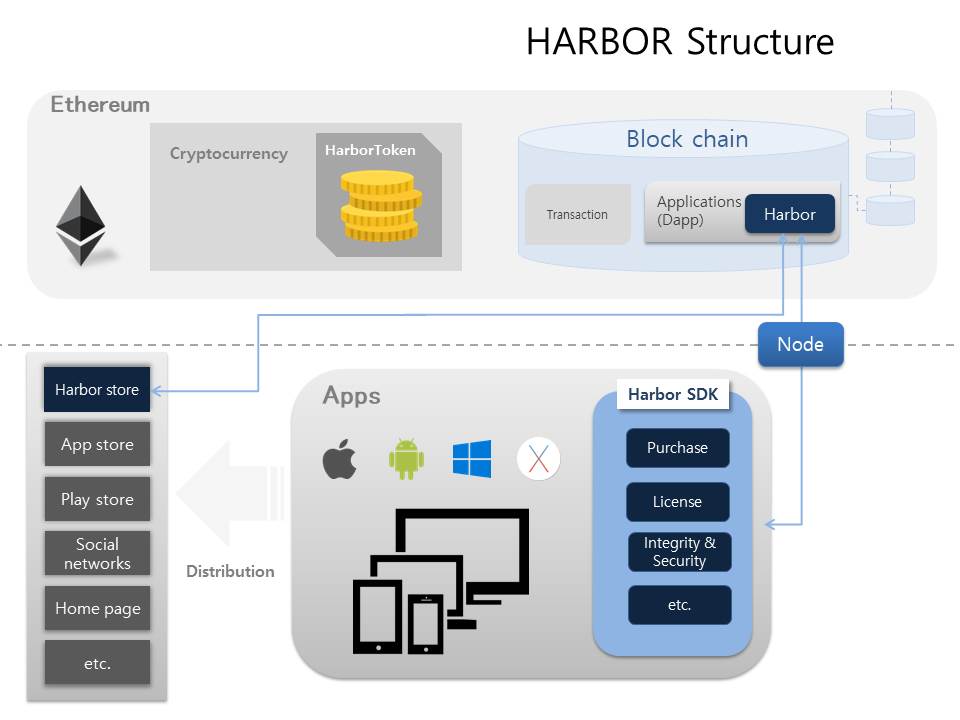 HARBOR Structure
Ethereum
Cryptocurrency
HarborToken
Block chain
Transaction
Applications
(Dapp)
Harbor
Node
Harbor store
App store
Play store
Social
networks
Home page
etc.
Distribution
Apps
Harbor SDK
Purchase
License
Integrity &
Security
etc.